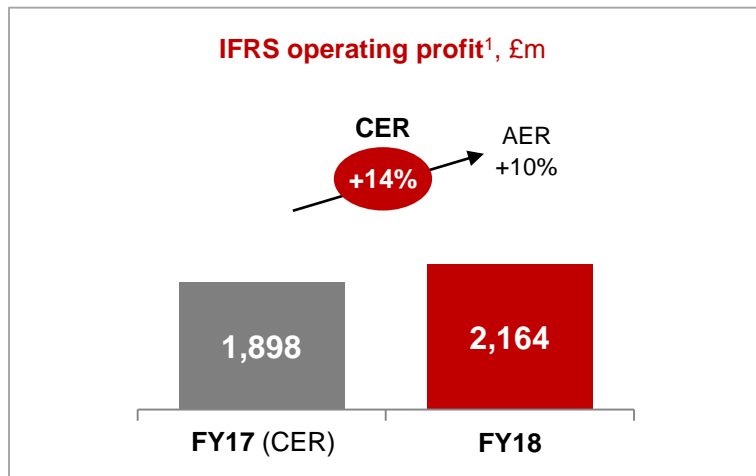 IFRS operating profit¹, £m
CER
+14%
AER
+10%
1,898
2,164
FY17 (CER)
FY18